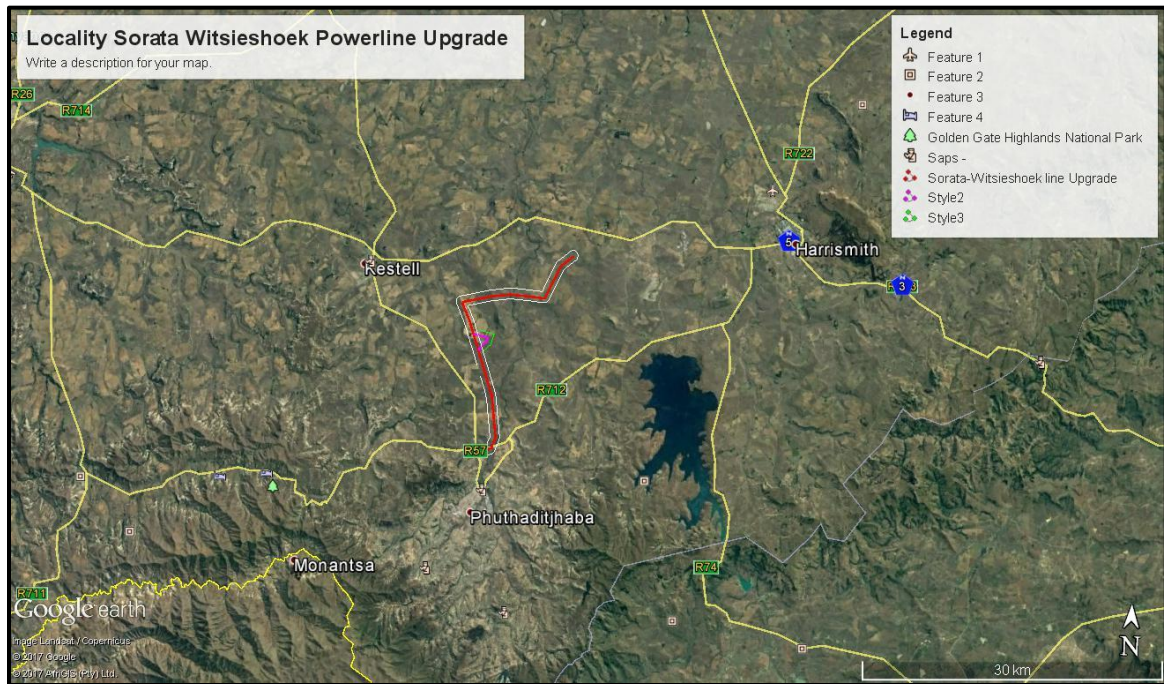 Locality Sorata Witsieshoek Powerline Upgrade
Write a description for your map.
Legend
Feature 1
Feature 2
Feature 3
Feature 4
Golden Gate Highlands National Park
Saps -
Sorata-Witsieshoek line Upgrade
Style2
Style3
R26
R714
R722
5
Harrismith
Kestell
3
R712
R57
Phuthaditjhaba
Monantsa
R74
R711
Google earth
Image Landsat / Copernicus
© 2017 Google
© 2017 AfriGIS (Pty) Ltd.
N
30 km